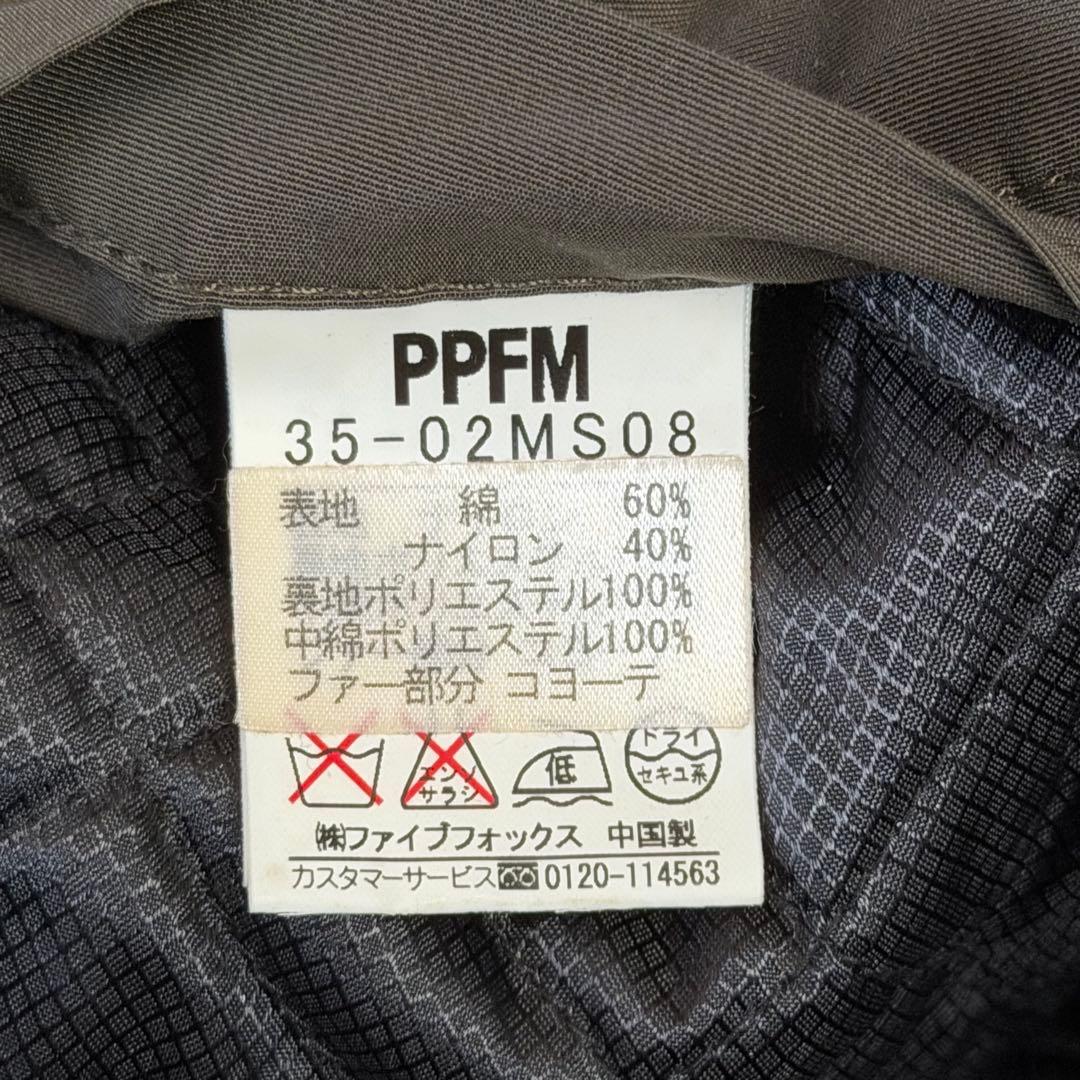 PPFM
35-02MS08
表地 綿 60%
ナイロン 40%
裏地ポリエステル100%
中綿ポリエステル100%
ファー部分 コヨーテ
エンソ
サラシ
低
ドライ
セキユ系
㈱ファイブフォックス 中国製
カスタマーサービス 0120-114563